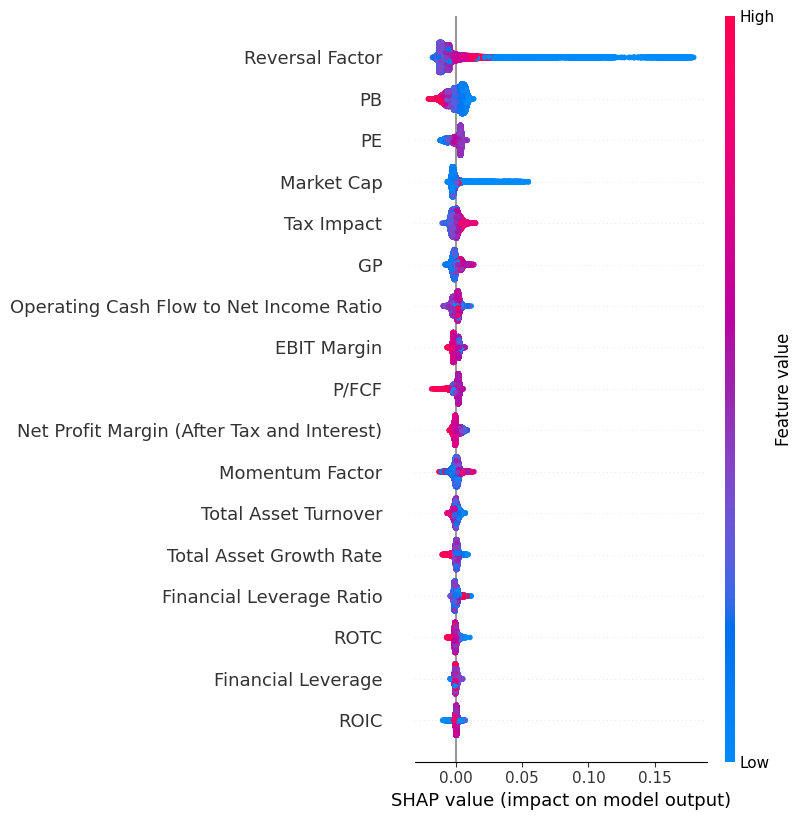 High
Reversal Factor
PB
PE
Market Cap
Tax Impact
GP
Operating Cash Flow to Net Income Ratio
EBIT Margin
P/FCF
Net Profit Margin (After Tax and Interest)
Momentum Factor
Total Asset Turnover
Total Asset Growth Rate
Financial Leverage Ratio
ROTC
Financial Leverage
ROIC
Feature value
Low
0.00 0.05 0.10 0.15
SHAP value (impact on model output)